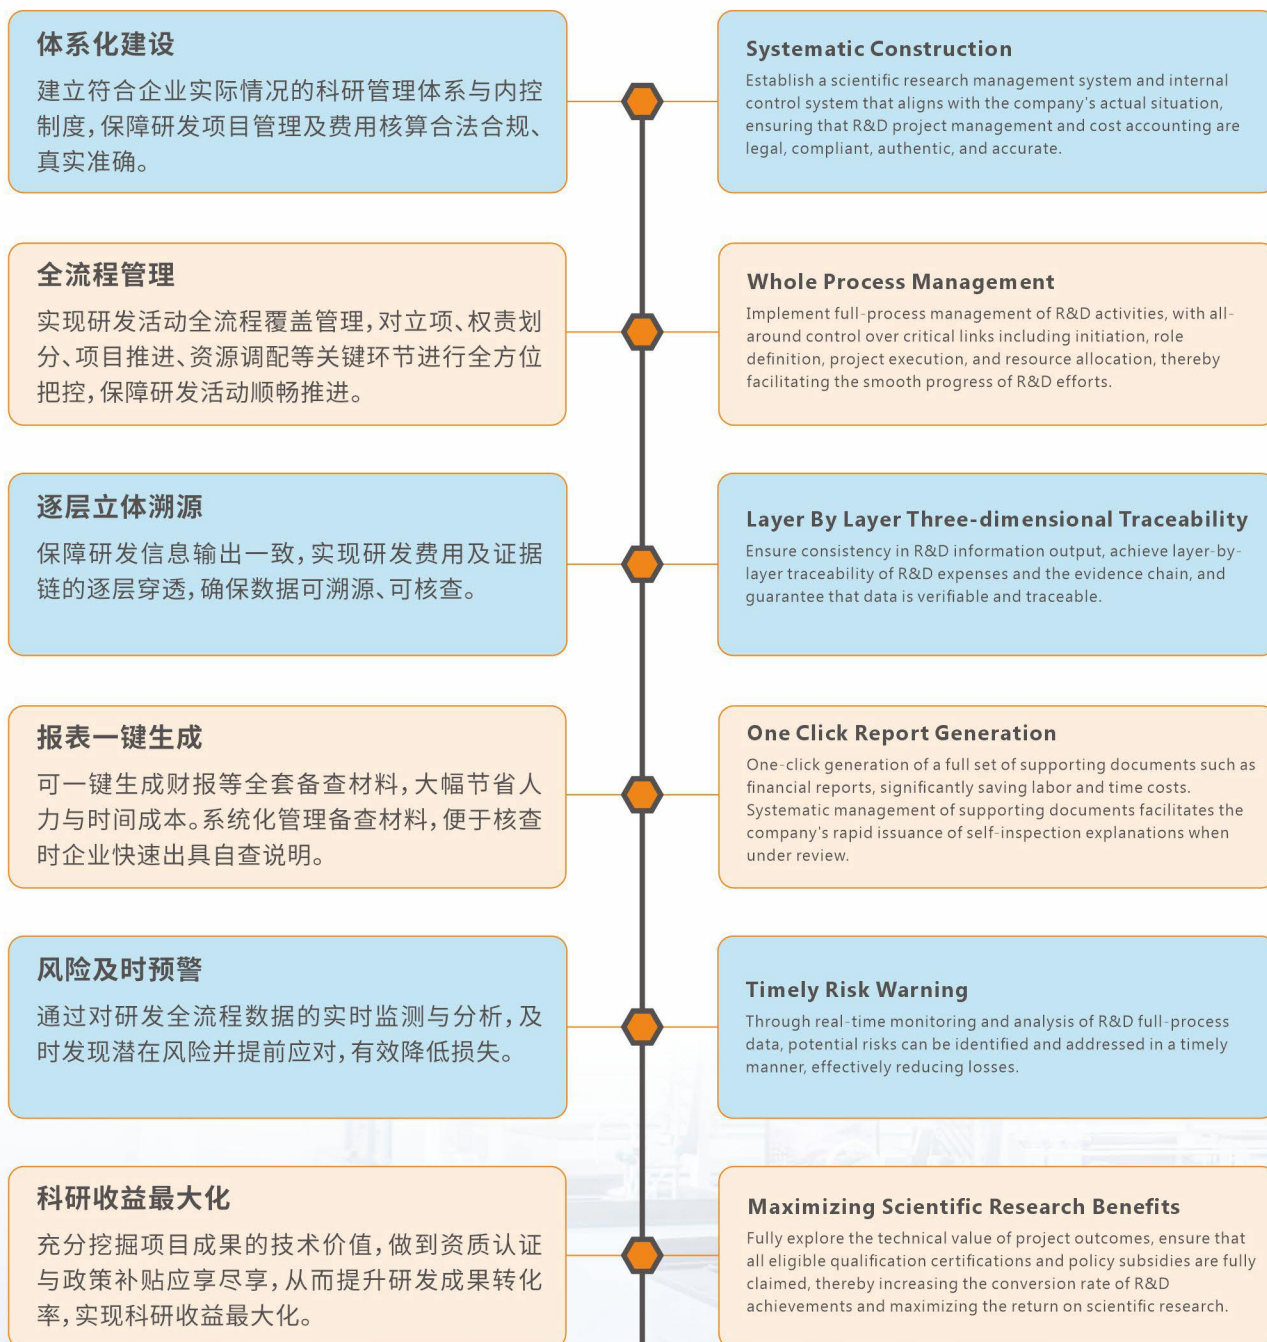 体系化建设
建立符合企业实际情况的科研管理体系与内控
制度，保障研发项目管理及费用核算合法合规、
真实准确。
Systematic Construction
Establish a scientific research management system and internal
control system that aligns with the company's actual situation,
ensuring that R&D project management and cost accounting are
legal, compliant, authentic, and accurate.
全流程管理
实现研发活动全流程覆盖管理，对立项、权责划
分、项目推进、资源调配等关键环节进行全方位
把控，保障研发活动顺畅推进。
Whole Process Management
Implement full-process management of R&D activities, with all-
around control over critical links including initiation, role
definition, project execution, and resource allocation, thereby
facilitating the smooth progress of R&D efforts.
逐层立体溯源
保障研发信息输出一致，实现研发费用及证据
链的逐层穿透，确保数据可溯源、可核查。
Layer By Layer Three-dimensional Traceability
Ensure consistency in R&D information output, achieve layer-by-
layer traceability of R&D expenses and the evidence chain, and
guarantee that data is verifiable and traceable.
报表一键生成
可一键生成财报等全套备查材料，大幅节省人
力与时间成本。系统化管理备查材料，便于核查
时企业快速出具自查说明。
One Click Report Generation
One-click generation of a full set of supporting documents such as
financial reports, significantly saving labor and time costs.
Systematic management of supporting documents facilitates the
company's rapid issuance of self-inspection explanations when
under review.
风险及时预警
通过对研发全流程数据的实时监测与分析，及
时发现潜在风险并提前应对，有效降低损失。
Timely Risk Warning
Through real-time monitoring and analysis of R&D full-process
data, potential risks can be identified and addressed in a timely
manner, effectively reducing losses.
科研收益最大化
充分挖掘项目成果的技术价值，做到资质认证
与政策补贴应享尽享，从而提升研发成果转化
率，实现科研收益最大化。
Maximizing Scientific Research Benefits
Fully explore the technical value of project outcomes, ensure that
all eligible qualification certifications and policy subsidies are fully
claimed, thereby increasing the conversion rate of R&D
achievements and maximizing the return on scientific research.